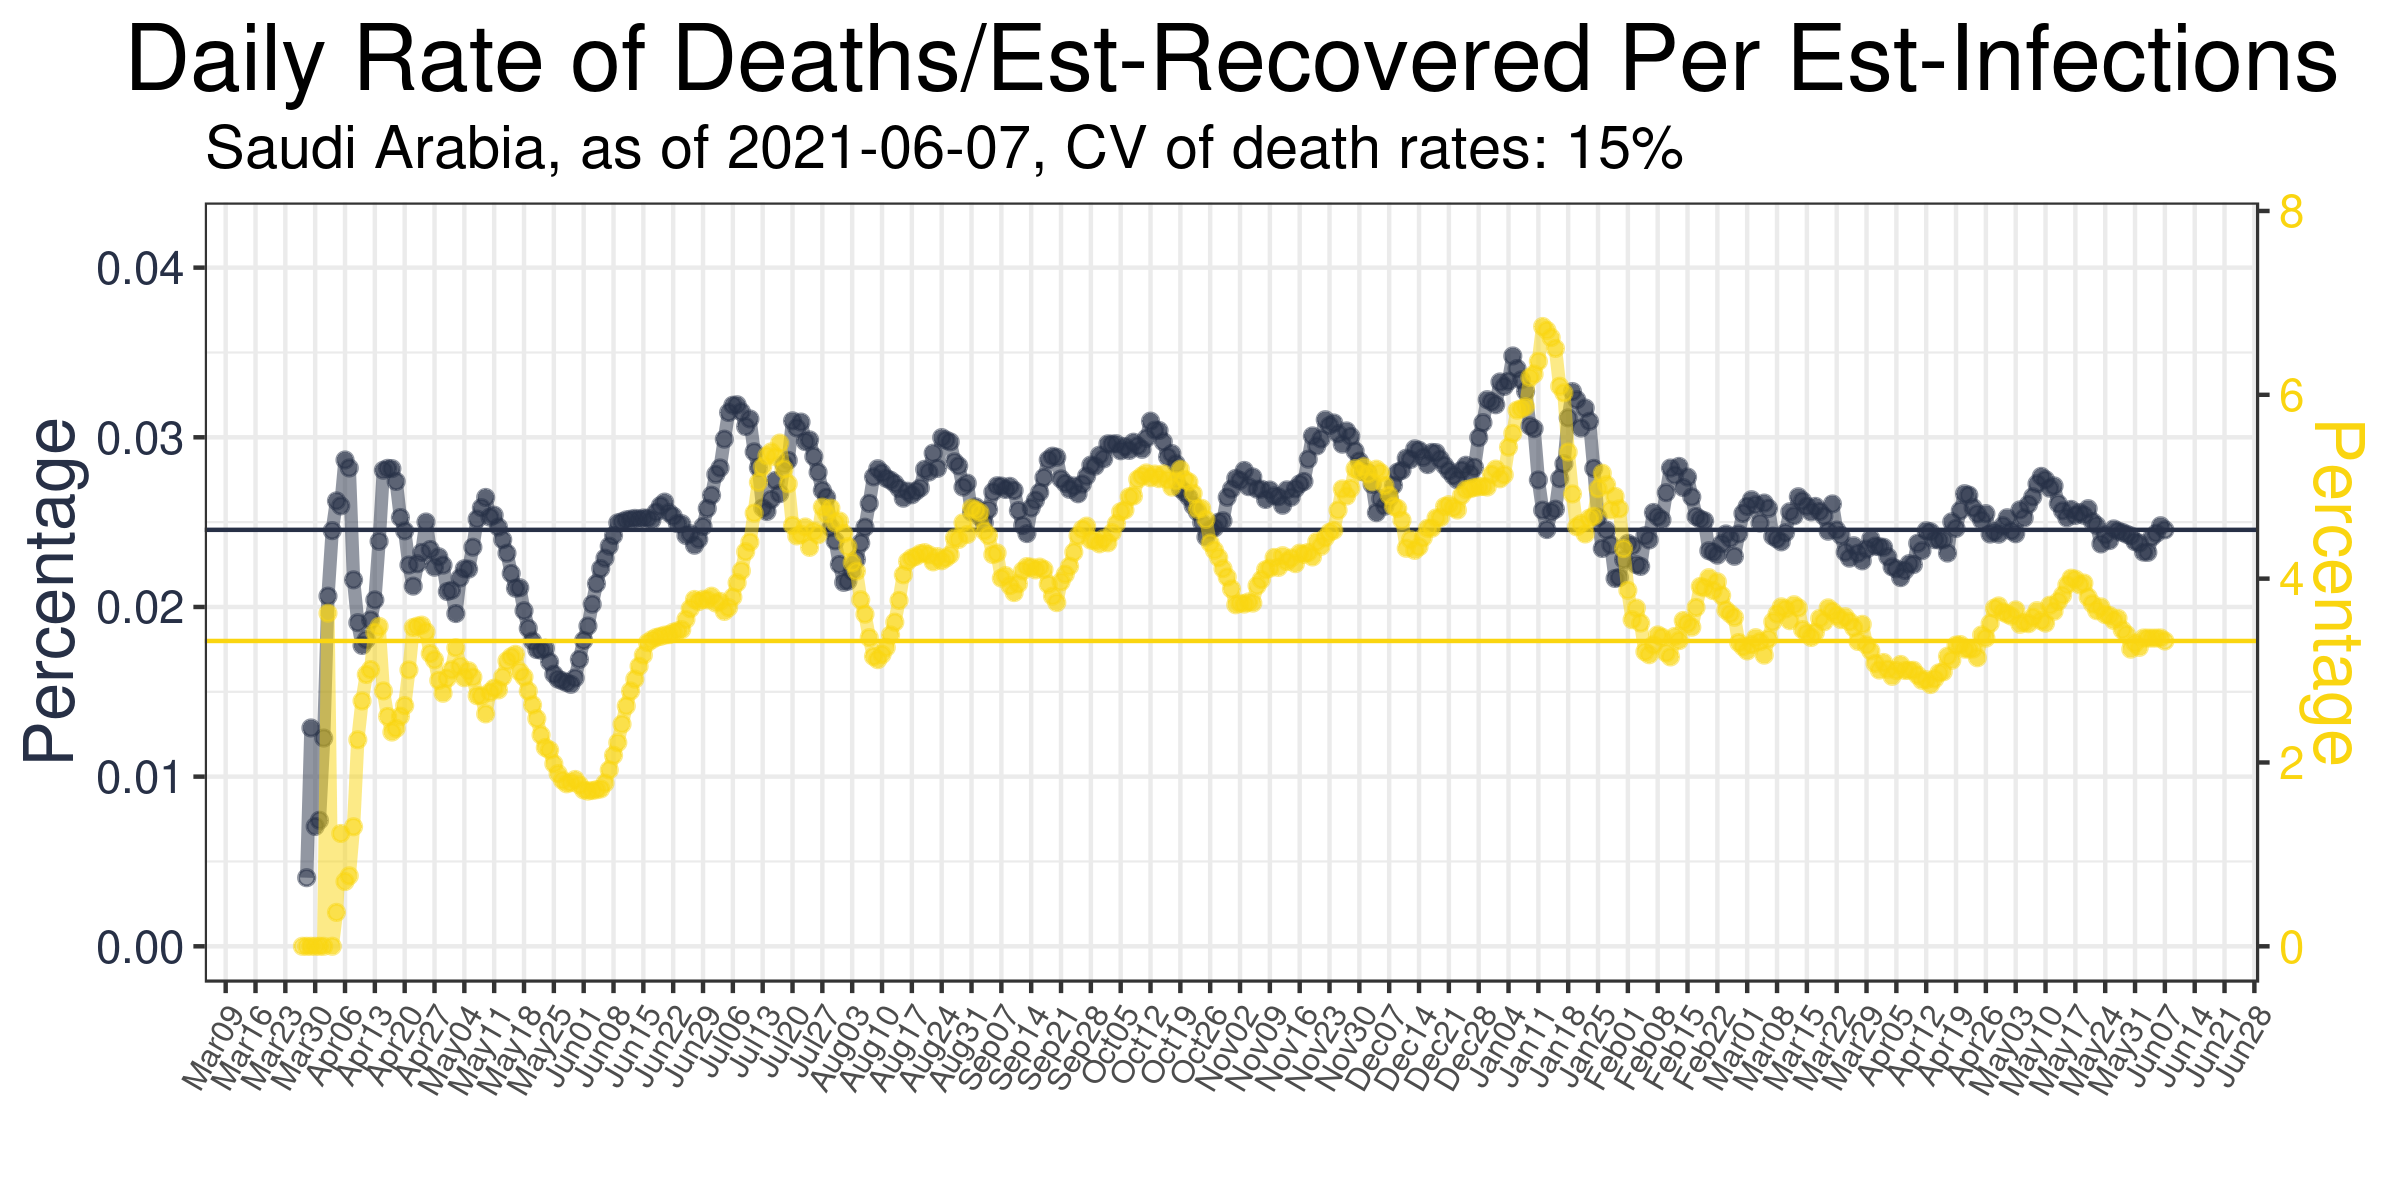 Daily Rate of Deaths/Est-Recovered Per Est-Infections
Saudi Arabia, as of 2021-06-07, CV of death rates: 15%
Percentage
0.04
0.03
0.02
0.01
0.00
8
6
4
2
0
Percentage
Mar09 Mar16 Mar23 Mar30 Apr06 Apr13 Apr20 Apr27 May04 May11 May18 May25 Jun01 Jun08 Jun15 Jun22 Jun29 Jul06 Jul13 Jul20 Jul27 Aug03 Aug10 Aug17 Aug24 Aug31 Sep07 Sep14 Sep21 Sep28 Oct05 Oct12 Oct19 Oct26 Nov02 Nov09 Nov16 Nov23 Nov30 Dec07 Dec14 Dec21 Dec28 Jan04 Jan11 Jan18 Jan25 Feb01 Feb08 Feb15 Feb22 Mar01 Mar08 Mar15 Mar22 Mar29 Apr05 Apr12 Apr19 Apr26 May03 May10 May17 May24 May31 Jun07 Jun14 Jun21 Jun28